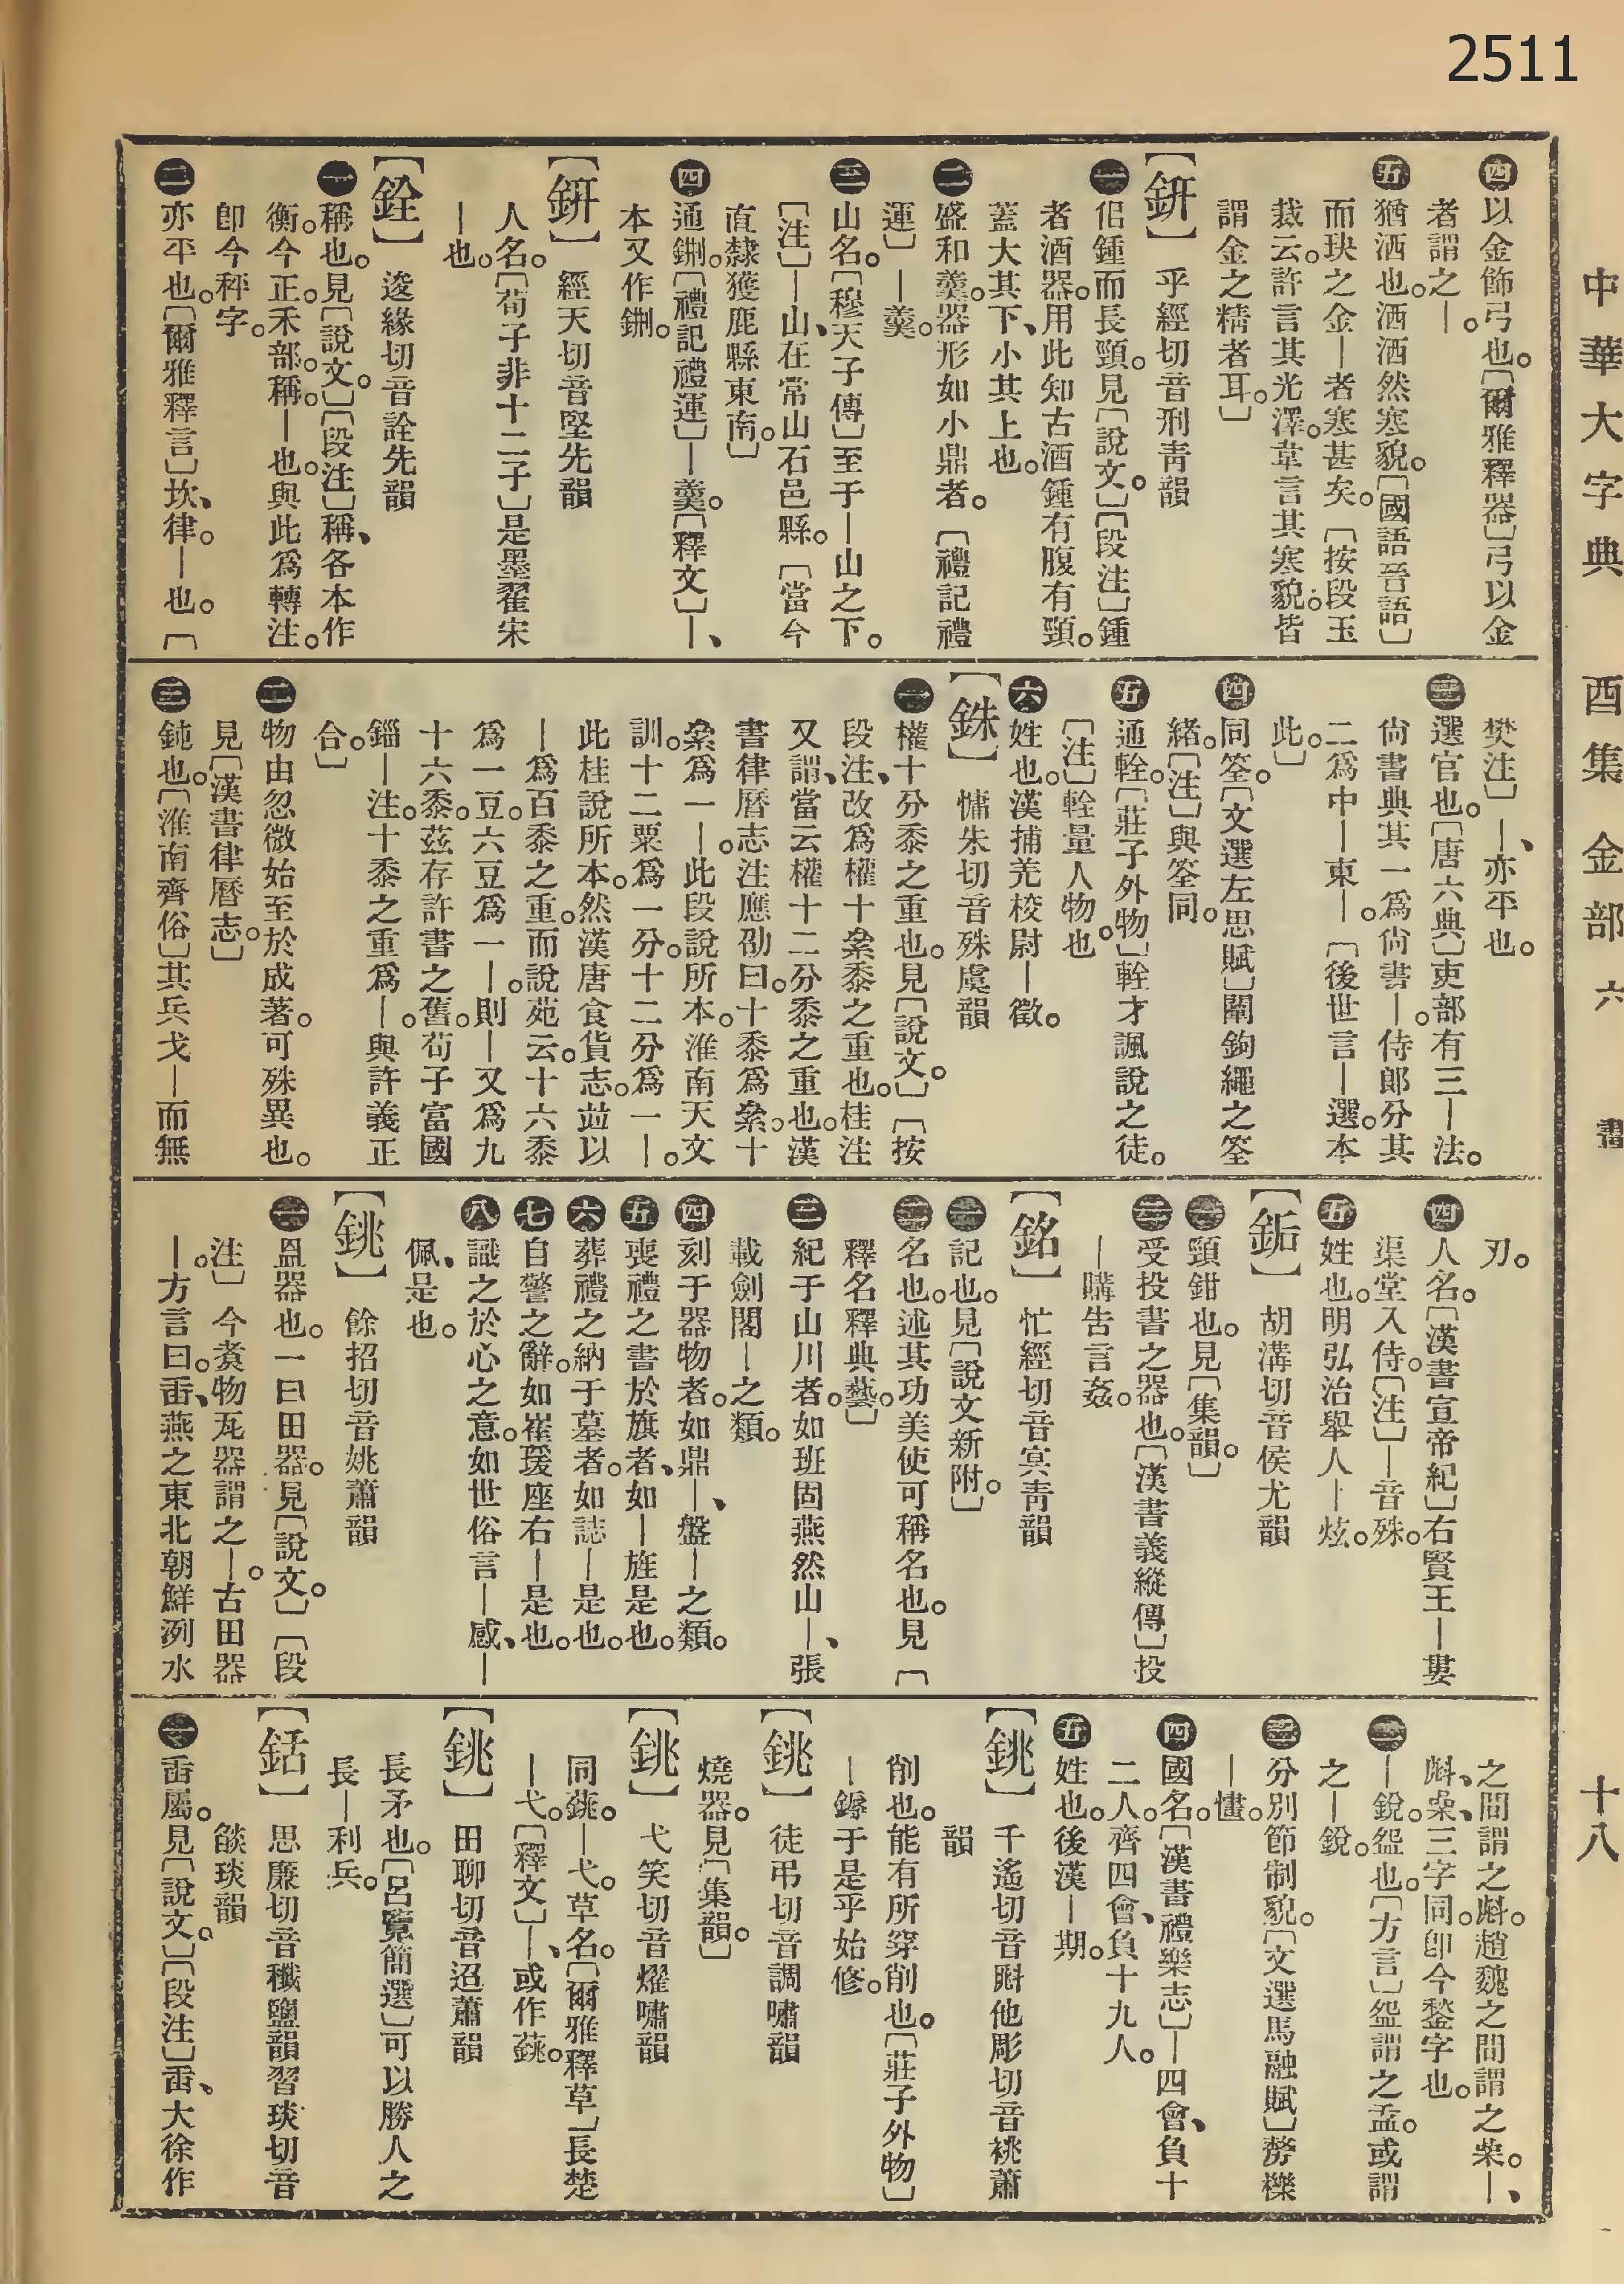 2511
中華大字典　酉集　金部　六　畫　十八
四以金飾弓也。〔爾雅釋器〕弓以金
者謂之—。
五猶洒也。洒洒然寒貌。〔國語晉語〕
而玦之金—者寒甚矣。〔按段玉
裁云。許言其光澤。韋言其寒貌。皆
謂金之精者耳。〕
【鈃】　乎經切音刑靑韻
一侣鍾而長頸。見〔說文。〕〔段注〕鍾
者酒器。用此知古酒鍾有腹有頸。
蓋大其下、小其上也。
二盛和羹。器形如小鼎者。〔禮記禮
運〕—羹。
三山名。〔穆天子傳〕至于—山之下。
〔注〕—山、在常山石邑縣。〔當今
直隸獲鹿縣東南。〕
四通鉶。〔禮記禮運〕—羹。〔釋文〕—、
本又作鉶。
【鈃】　經天切音堅先韻
人名。〔荀子非十二子〕是墨翟宋
—也。
【銓】　逡緣切音詮先韻
一稱也。見〔說文。〕〔段注〕稱、各本作
衡。今正。禾部。稱。—也。與此爲轉注。
卽今秤字。
二亦平也。〔爾雅釋言〕坎、律。—也。〔
樊注〕—、亦平也。
三選官也。〔唐六典〕吏部有三—法。
尙書典其一爲尙書—。侍郞分其
二爲中—東—。〔後世言—選。本
此。〕
四同筌。〔文選左思賦〕闡鉤繩之筌
緒。〔注〕與筌同。
五通輇。〔莊子外物〕輇才諷說之徒。
〔注〕輇量人物。也
六姓也。漢捕羌校尉—徵。
【銖】　慵朱切音殊虞韻
一權十分黍之重也。見〔說文。〕〔按
段注、改爲權十絫黍之重也。桂注
又謂、當云權十二分黍之重也。漢
書律曆志注應劭曰。十黍爲絫。十
絫爲一—。此段說所本。淮南天文
訓。十二粟爲一分。十二分爲一—。
此桂說所本。然漢唐食貨志。竝以
—爲百黍之重。而說苑云。十六黍
爲一豆。六豆爲一—。則—又爲九
十六黍。茲存許書之舊。荀子富國
錙—注。十黍之重爲—。與許義正
合。〕
二物由忽微始至於成著。可殊異也。
見〔漢書律曆志。〕
三鈍也。〔淮南齊俗〕其兵戈—而無
刃。
四人名。〔漢書宣帝紀〕右賢王—婁
渠堂入侍。〔注〕—音殊。
五姓也。明弘治舉人—炫。
【銗】　胡溝切音侯尤韻
一頸鉗也。見〔集韻。〕
二受投書之器也。〔漢書義縱傳〕投
—購吿言姦。
【銘】　忙經切音冥靑韻
一記也。見〔說文新附。〕
二名也。述其功美使可稱名也。見〔
釋名釋典藝。〕
三紀于山川者。如班固燕然山—、張
載劍閣—之類。
四刻于器物者。如鼎—、盤—之類。
五喪禮之書於旗者、如—旌是也。
六葬禮之納于墓者。如誌—是也。
七自警之辭。如崔瑗座右—是也。
八識之於心之意。如世俗言—感、—
佩、是也。
【銚】　餘招切音姚蕭韻
一𥁕器也。一曰田器。見〔說文。〕〔段
注〕今煑物瓦器謂之—。古田器
—。方言曰。臿、燕之東北朝鮮洌水
之間謂之𣂁。趙魏之間謂之喿。—、
𣂁、喿、三字同。卽今鍫字也。
二—銳。盌也。〔方言〕盌謂之盂。或謂
之—銳。
三分別節制貌。〔文選馬融賦〕簩櫟
—㦎。
四國名。〔漢書禮樂志〕—四會、負十
二人。齊四會、負十九人。
五姓也。後漢—期。
【銚】　千遙切音𣂁他彫切音祧蕭
韻
削也。能有所穿削也。〔莊子外物〕
—鎒于是乎始修。
【銚】　徒弔切音調嘯韻
燒器。見〔集韻。〕
【銚】　弋笑切音燿嘯韻
同䔧。—弋。草名。〔爾雅釋草〕長楚
—弋。〔釋文〕—、或作䔧。
【銚】　田聊切音迢蕭韻
長矛也。〔呂覽簡選〕可以勝人之
長—利兵。
【銛】　思廉切音孅鹽韻習琰切音
燄琰韻
一臿屬。見〔說文。〕〔段注〕臿、大徐作